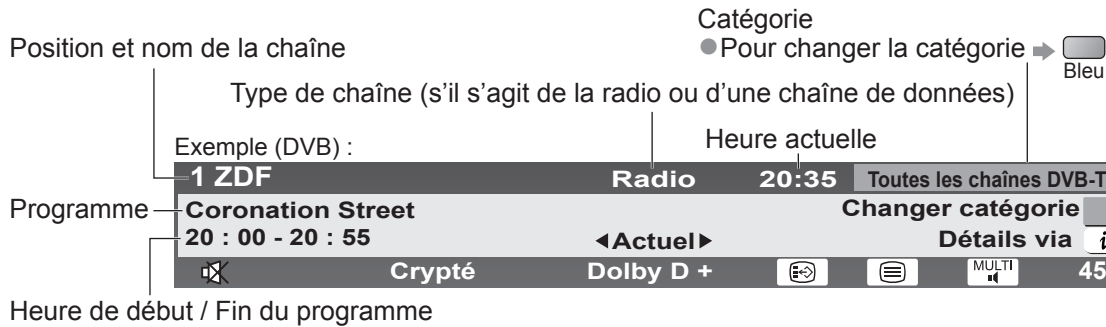 Catégorie
Position et nom de la chaîne
●Pour changer la catégorie
Bleu
Type de chaîne (s'il s'agit de la radio ou d'une chaîne de données)
Heure actuelle
Exemple (DVB) :
1 ZDF Radio 20:35 Toutes les chaînes DVB-T
Programme Coronation Street Changer catégorie
20 : 00 - 20 : 55 ◀Actuel▶ Détails via i
Crypté Dolby D + MULTI 45
Heure de début / Fin du programme